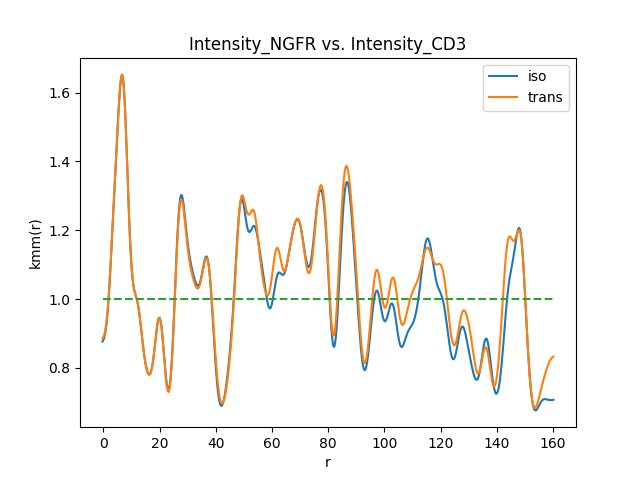 Intensity_NGFR vs. Intensity_CD3
iso
trans
kmm(r)
1.6
1.4
1.2
1.0
0.8
0 20 40 60 80 100 120 140 160
r